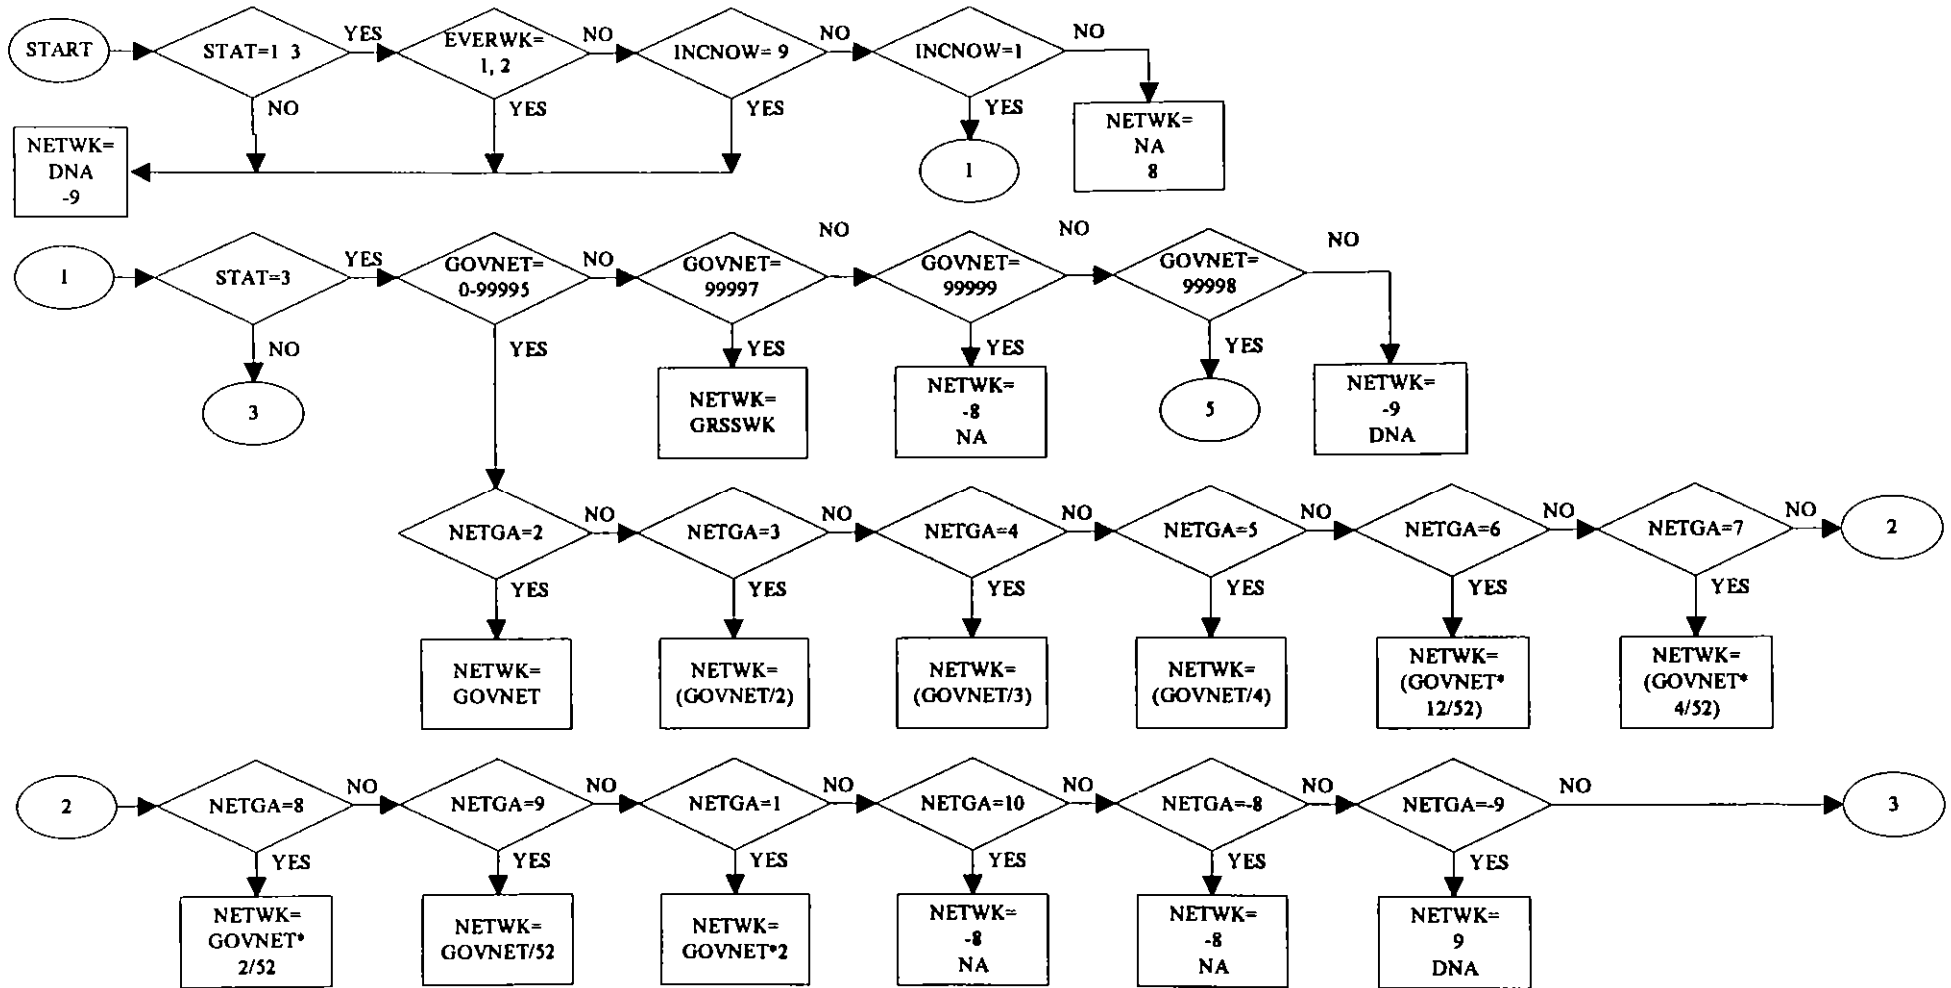 START
STAT=1 3
YES
EVERWK=
1, 2
NO
INCNOW= 9
NO
INCNOW=1
NO
NO
YES
YES
YES
NETWK=
DNA
-9
1
NETWK=
NA
8
1
STAT=3
YES
GOVNET=
0-99995
NO
GOVNET=
99997
NO
GOVNET=
99999
NO
GOVNET=
99998
NO
NO
YES
YES
YES
YES
3
NETWK=
GRSSWK
NETWK=
-8
NA
5
NETWK=
-9
DNA
NETGA=2
NO
NETGA=3
NO
NETGA=4
NO
NETGA=5
NO
NETGA=6
NO
NETGA=7
NO
2
YES
YES
YES
YES
YES
YES
NETWK=
GOVNET
NETWK=
(GOVNET/2)
NETWK=
(GOVNET/3)
NETWK=
(GOVNET/4)
NETWK=
(GOVNET*
12/52)
NETWK=
(GOVNET*
4/52)
2
NETGA=8
NO
NETGA=9
NO
NETGA=1
NO
NETGA=10
NO
NETGA=-8
NO
NETGA=-9
NO
3
YES
YES
YES
YES
YES
YES
NETWK=
GOVNET*
2/52
NETWK=
GOVNET/52
NETWK=
GOVNET*2
NETWK=
-8
NA
NETWK=
-8
NA
NETWK=
9
DNA